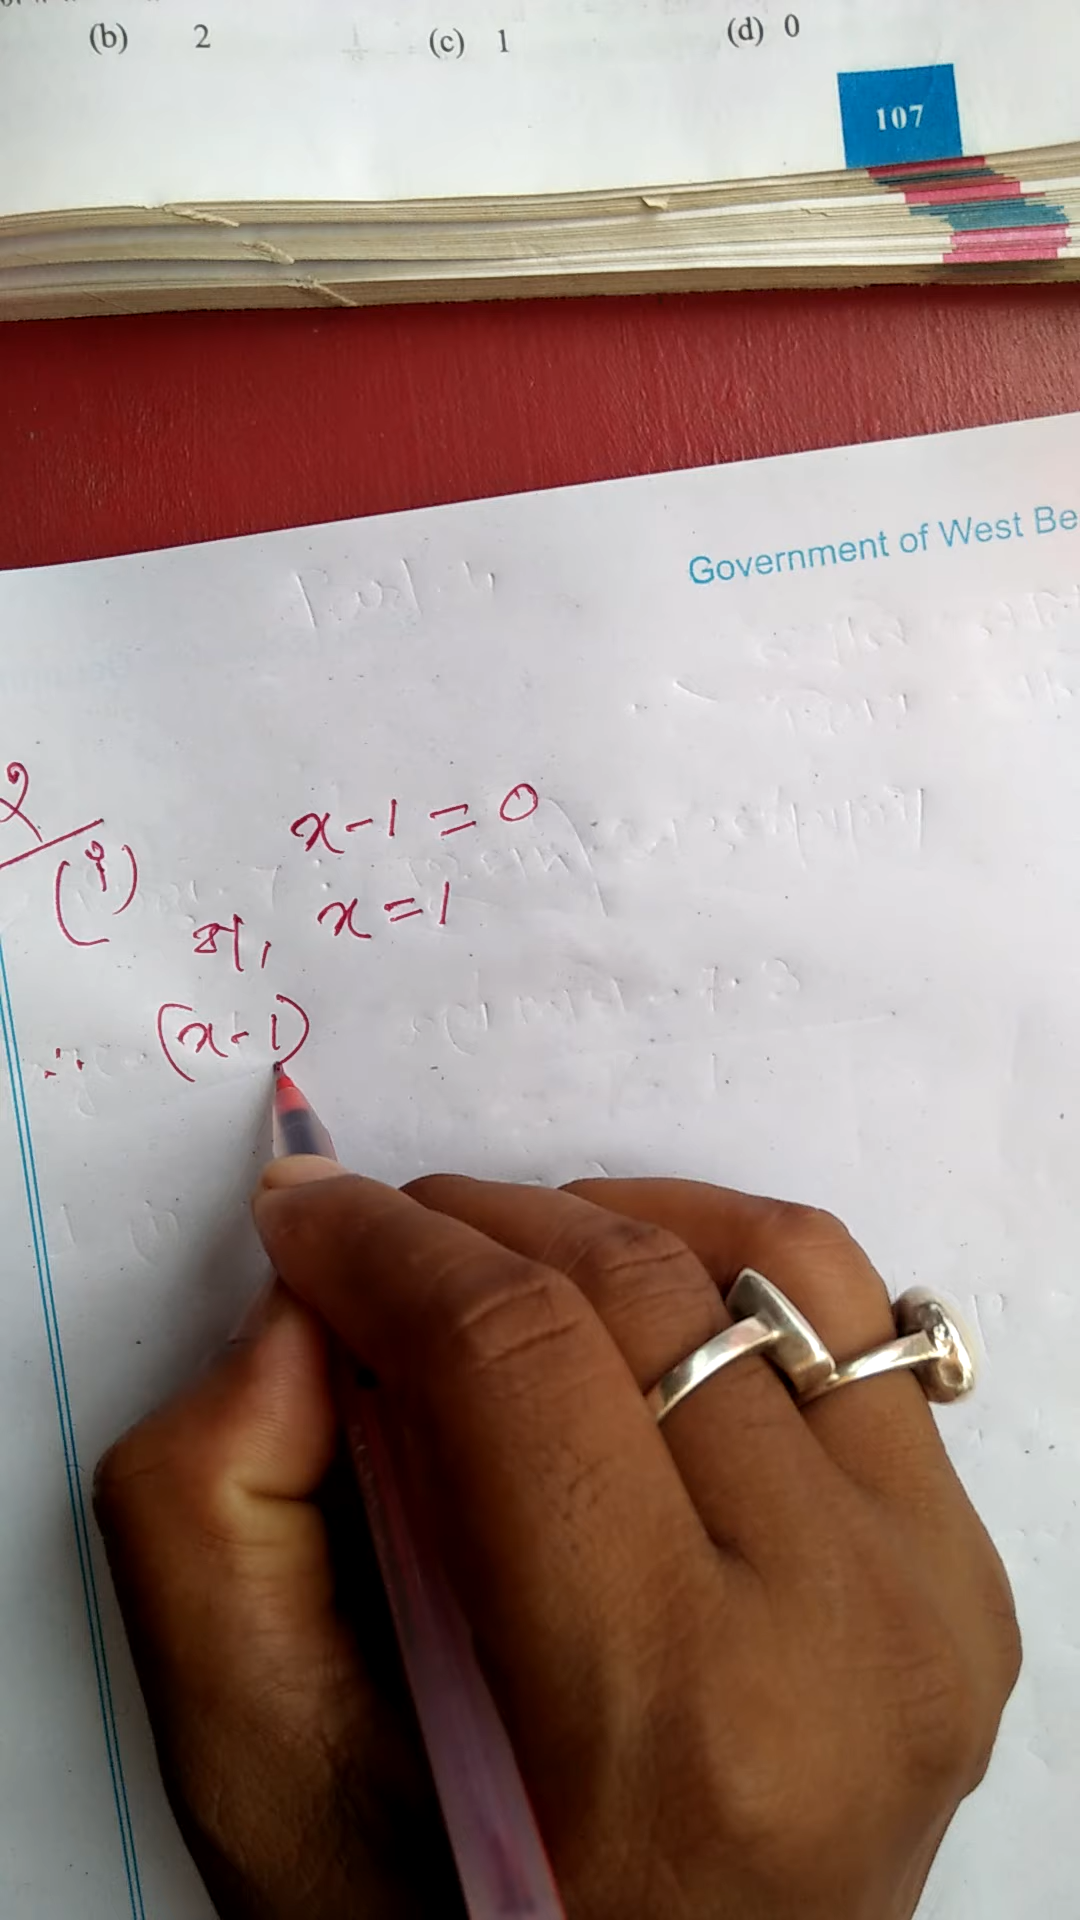 (b) 2 (c) 1 (d) 0
107
Government of West Be
2
(i) x-1=0
বা, x=1
∴ (x-1)